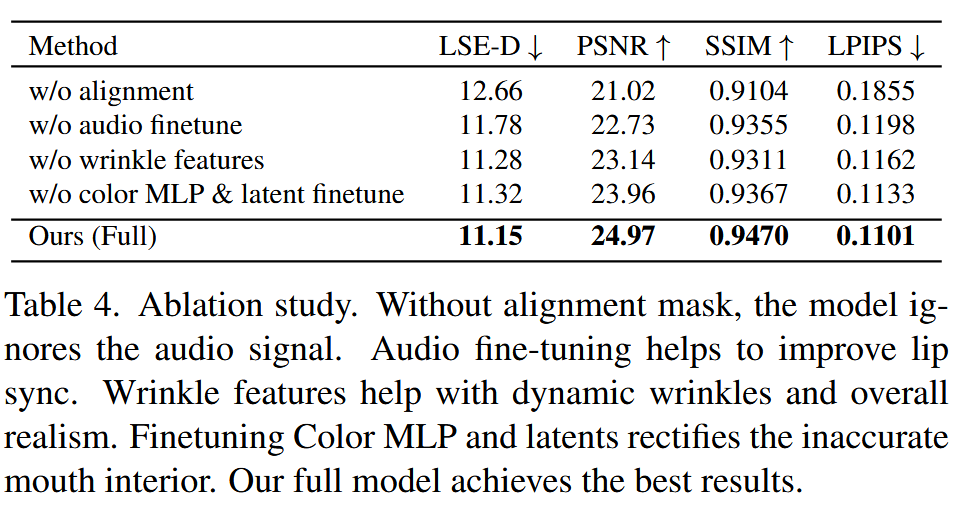 Method LSE-D ↓ PSNR ↑ SSIM ↑ LPIPS ↓
w/o alignment 12.66 21.02 0.9104 0.1855
w/o audio finetune 11.78 22.73 0.9355 0.1198
w/o wrinkle features 11.28 23.14 0.9311 0.1162
w/o color MLP & latent finetune 11.32 23.96 0.9367 0.1133
Ours (Full) 11.15 24.97 0.9470 0.1101
Table 4. Ablation study. Without alignment mask, the model ig-
nores the audio signal. Audio fine-tuning helps to improve lip
sync. Wrinkle features help with dynamic wrinkles and overall
realism. Finetuning Color MLP and latents rectifies the inaccurate
mouth interior. Our full model achieves the best results.